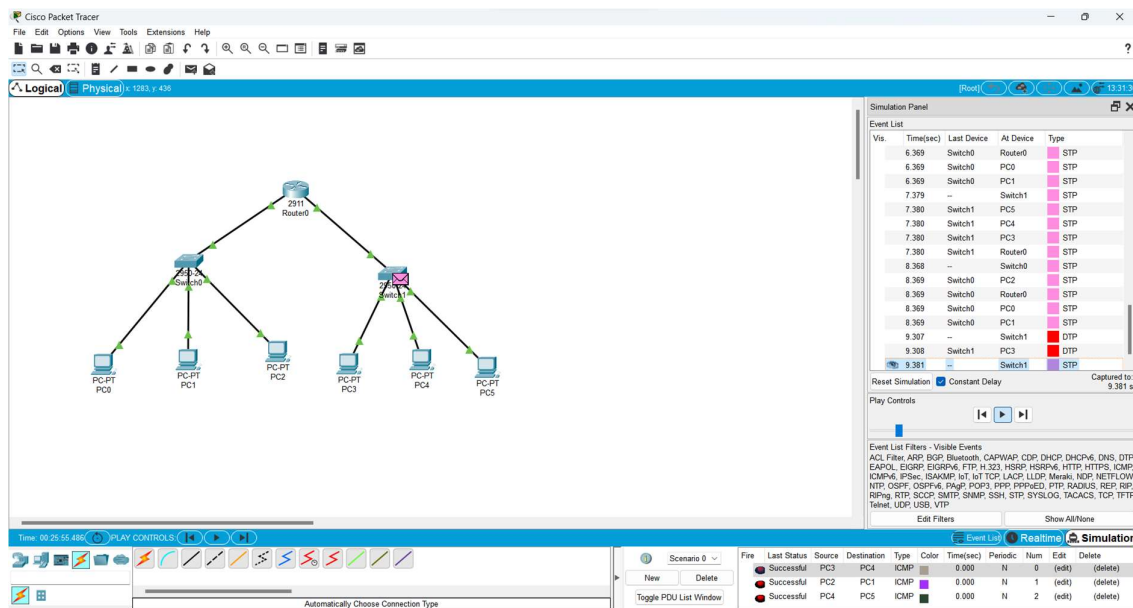 Cisco Packet Tracer
File Edit Options View Tools Extensions Help
?
Logical Physical x: 1283, y: 436
[Root]
13:31:3
Simulation Panel
Event List
Vis. Time(sec) Last Device At Device Type
6.369 Switch0 Router0 STP
6.369 Switch0 PC0 STP
6.369 Switch0 PC1 STP
7.379 -- Switch1 STP
7.380 Switch1 PC5 STP
7.380 Switch1 PC4 STP
7.380 Switch1 PC3 STP
7.380 Switch1 Router0 STP
8.368 -- Switch0 STP
8.369 Switch0 PC2 STP
8.369 Switch0 Router0 STP
8.369 Switch0 PC0 STP
8.369 Switch0 PC1 STP
9.307 -- Switch1 DTP
9.308 Switch1 PC3 DTP
9.381 -- Switch1 STP
Reset Simulation Constant Delay Captured to:
9.381 s
Play Controls
Event List Filters - Visible Events
ACL Filter, ARP, BGP, Bluetooth, CAPWAP, CDP, DHCP, DHCPv6, DNS, DTP
EAPOL, EIGRP, EIGRPv6, FTP, H.323, HSRP, HSRPv6, HTTP, HTTPS, ICMP,
ICMPv6, IPSec, ISAKMP, IoT, IoT TCP, LACP, LLDP, Meraki, NDP, NETFLOW
NTP, OSPF, OSPFv6, PAgP, POP3, PPP, PPPoED, PTP, RADIUS, REP, RIP,
RIPng, RTP, SCCP, SMTP, SNMP, SSH, STP, SYSLOG, TACACS, TCP, TFTP
Telnet, UDP, USB, VTP
Edit Filters Show All/None
2911
Router0
2950-24
Switch0
Switch1
PC-PT
PC0
PC-PT
PC1
PC-PT
PC2
PC-PT
PC3
PC-PT
PC4
PC-PT
PC5
Time: 00:25:55.486 PLAY CONTROLS:
Event List Realtime Simulation
Automatically Choose Connection Type
Scenario 0
New Delete
Toggle PDU List Window
Fire Last Status Source Destination Type Color Time(sec) Periodic Num Edit Delete
Successful PC3 PC4 ICMP 0.000 N 0 (edit) (delete)
Successful PC2 PC1 ICMP 0.000 N 1 (edit) (delete)
Successful PC4 PC5 ICMP 0.000 N 2 (edit) (delete)